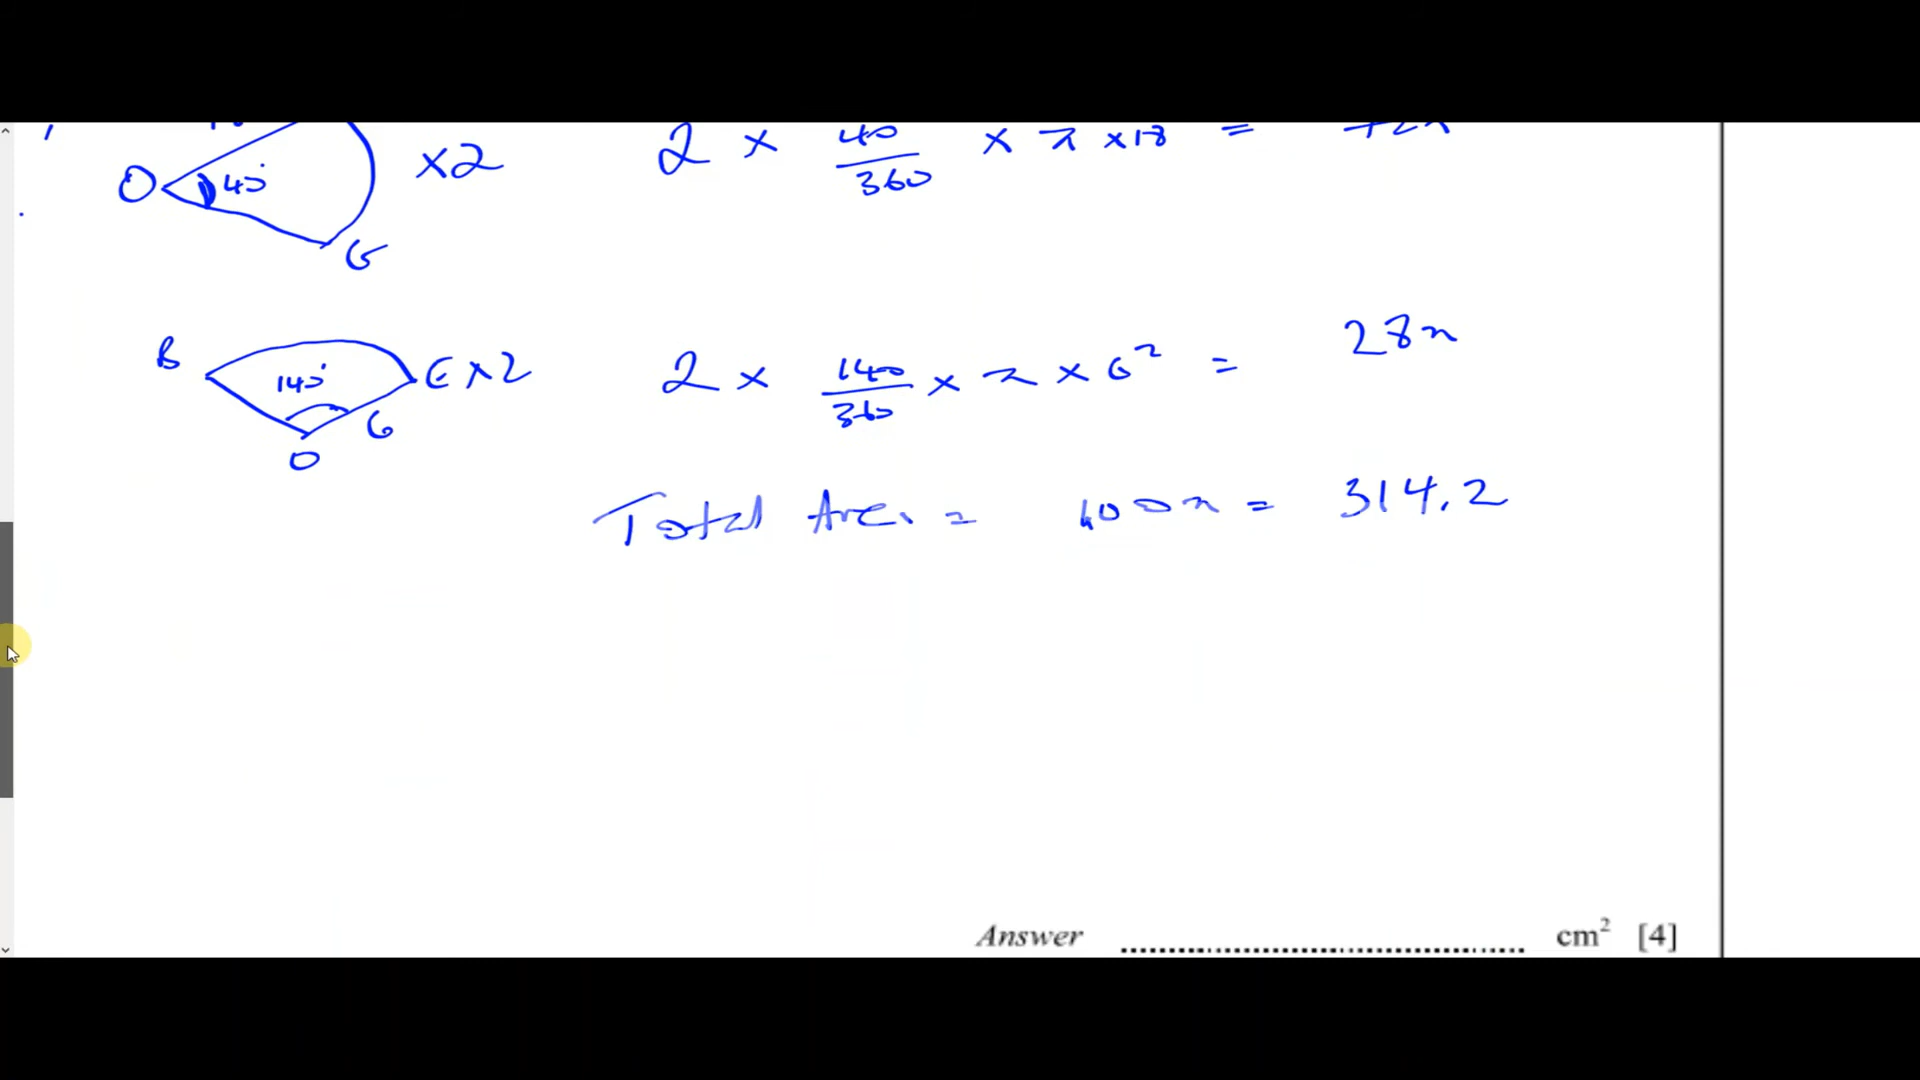 O 40° ×2 2 × 40/360 × π × 18 = 72π
G
B 140° E ×2 2 × 140/360 × π × 6² = 28π
6
O
Total Area = 100π = 314.2
Answer ........................................ cm² [4]